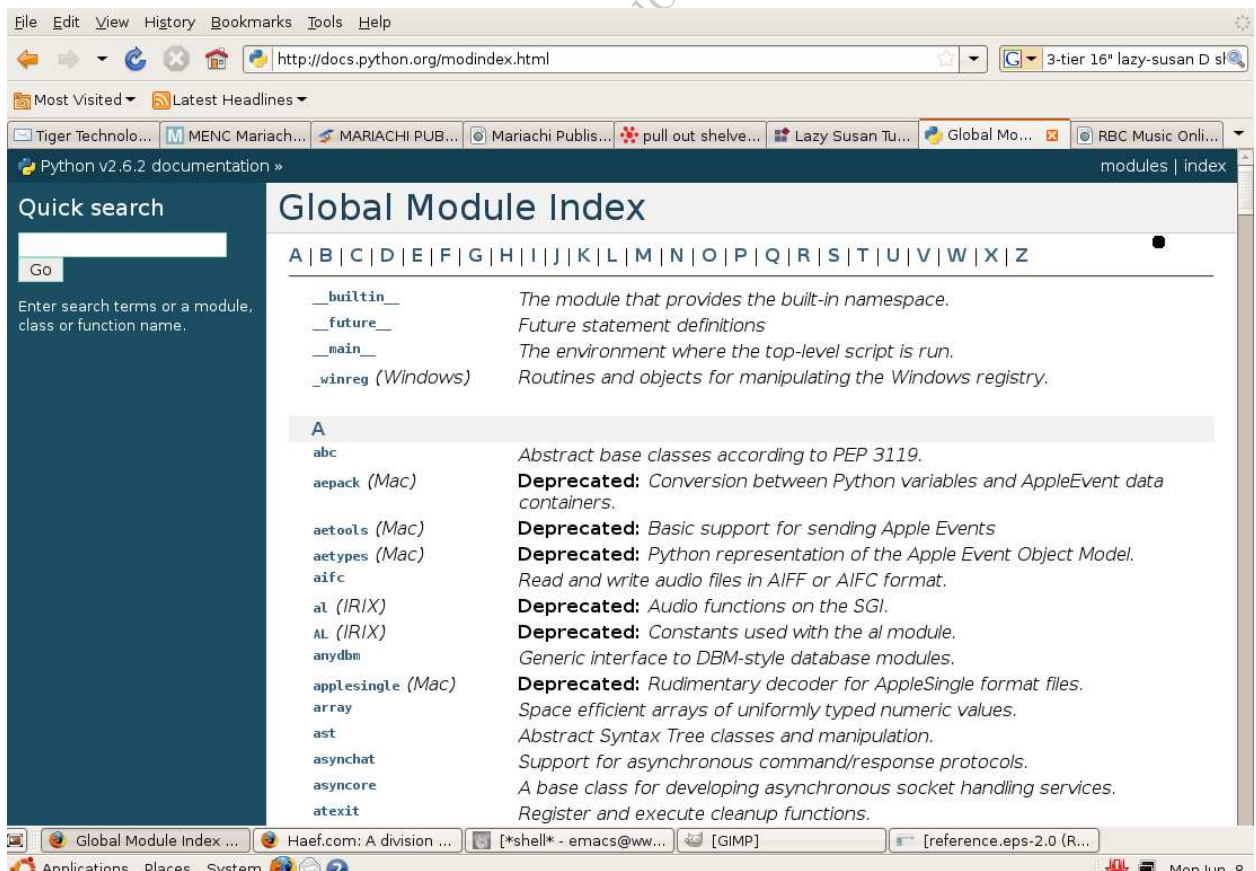 File Edit View History Bookmarks Tools Help
http://docs.python.org/modindex.html G 3-tier 16" lazy-susan D sl
Most Visited Latest Headlines
Tiger Technolo... MENC Mariach... MARIACHI PUB... Mariachi Publis... pull out shelve... Lazy Susan Tu... Global Mo... RBC Music Onli...
Python v2.6.2 documentation » modules | index
Quick search
Go
Enter search terms or a module,
class or function name.
Global Module Index
A | B | C | D | E | F | G | H | I | J | K | L | M | N | O | P | Q | R | S | T | U | V | W | X | Z
__builtin__ The module that provides the built-in namespace.
__future__ Future statement definitions
__main__ The environment where the top-level script is run.
_winreg (Windows) Routines and objects for manipulating the Windows registry.
A
abc Abstract base classes according to PEP 3119.
aepack (Mac) Deprecated: Conversion between Python variables and AppleEvent data
containers.
aetools (Mac) Deprecated: Basic support for sending Apple Events
aetypes (Mac) Deprecated: Python representation of the Apple Event Object Model.
aifc Read and write audio files in AIFF or AIFC format.
al (IRIX) Deprecated: Audio functions on the SGI.
AL (IRIX) Deprecated: Constants used with the al module.
anydbm Generic interface to DBM-style database modules.
applesingle (Mac) Deprecated: Rudimentary decoder for AppleSingle format files.
array Space efficient arrays of uniformly typed numeric values.
ast Abstract Syntax Tree classes and manipulation.
asynchat Support for asynchronous command/response protocols.
asyncore A base class for developing asynchronous socket handling services.
atexit Register and execute cleanup functions.
Global Module Index ... Haef.com: A division ... [*shell* - emacs@ww... [GIMP] [reference.eps-2.0 (R...
Applications Places System Mon Jun 8